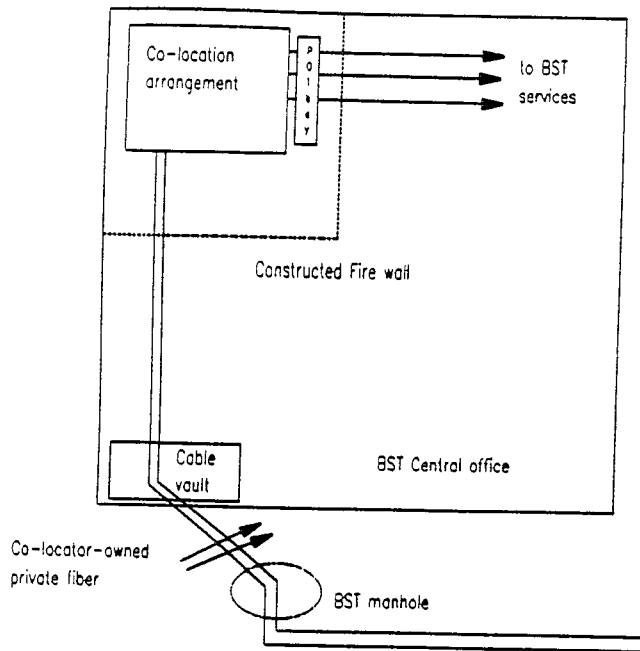 Co-location
arrangement
to BST
services
Constructed Fire wall
Cable
vault
BST Central office
Co-locator-owned
private fiber
BST manhole